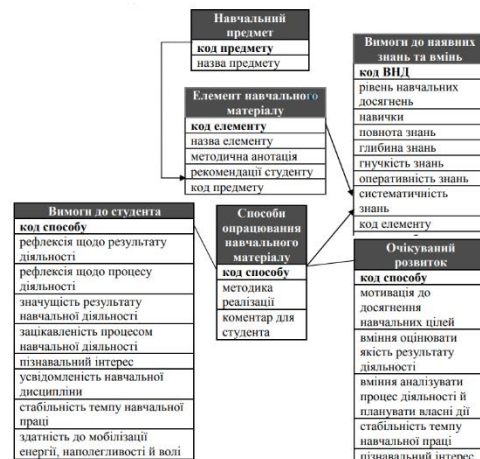 Навчальний
предмет
код предмету
назва предмету
Елемент навчального
матеріалу
код елементу
назва елементу
методична анотація
рекомендації студенту
код предмету
Вимоги до наявних
знань та вмінь
код ВНД
рівень навчальних
досягнень
навички
повнота знань
глибина знань
гнучкість знань
оперативність знань
систематичність
знань
код елементу
Вимоги до студента
код способу
рефлексія щодо результату
діяльності
рефлексія щодо процесу
діяльності
значущість результату
навчальної діяльності
зацікавленість процесом
навчальної діяльності
пізнавальний інтерес
усвідомленість навчальної
дисципліни
стабільність темпу навчальної
праці
здатність до мобілізації
енергії, наполегливості й волі
Способи
опрацювання
навчального
матеріалу
код способу
методика
реалізації
коментар для
студента
Очікуваний
розвиток
код способу
мотивація до
досягнення
навчальних цілей
вміння оцінювати
якість результату
діяльності
вміння аналізувати
процес діяльності й
планувати власні дії
стабільність темпу
навчальної праці
пізнавальний інтерес